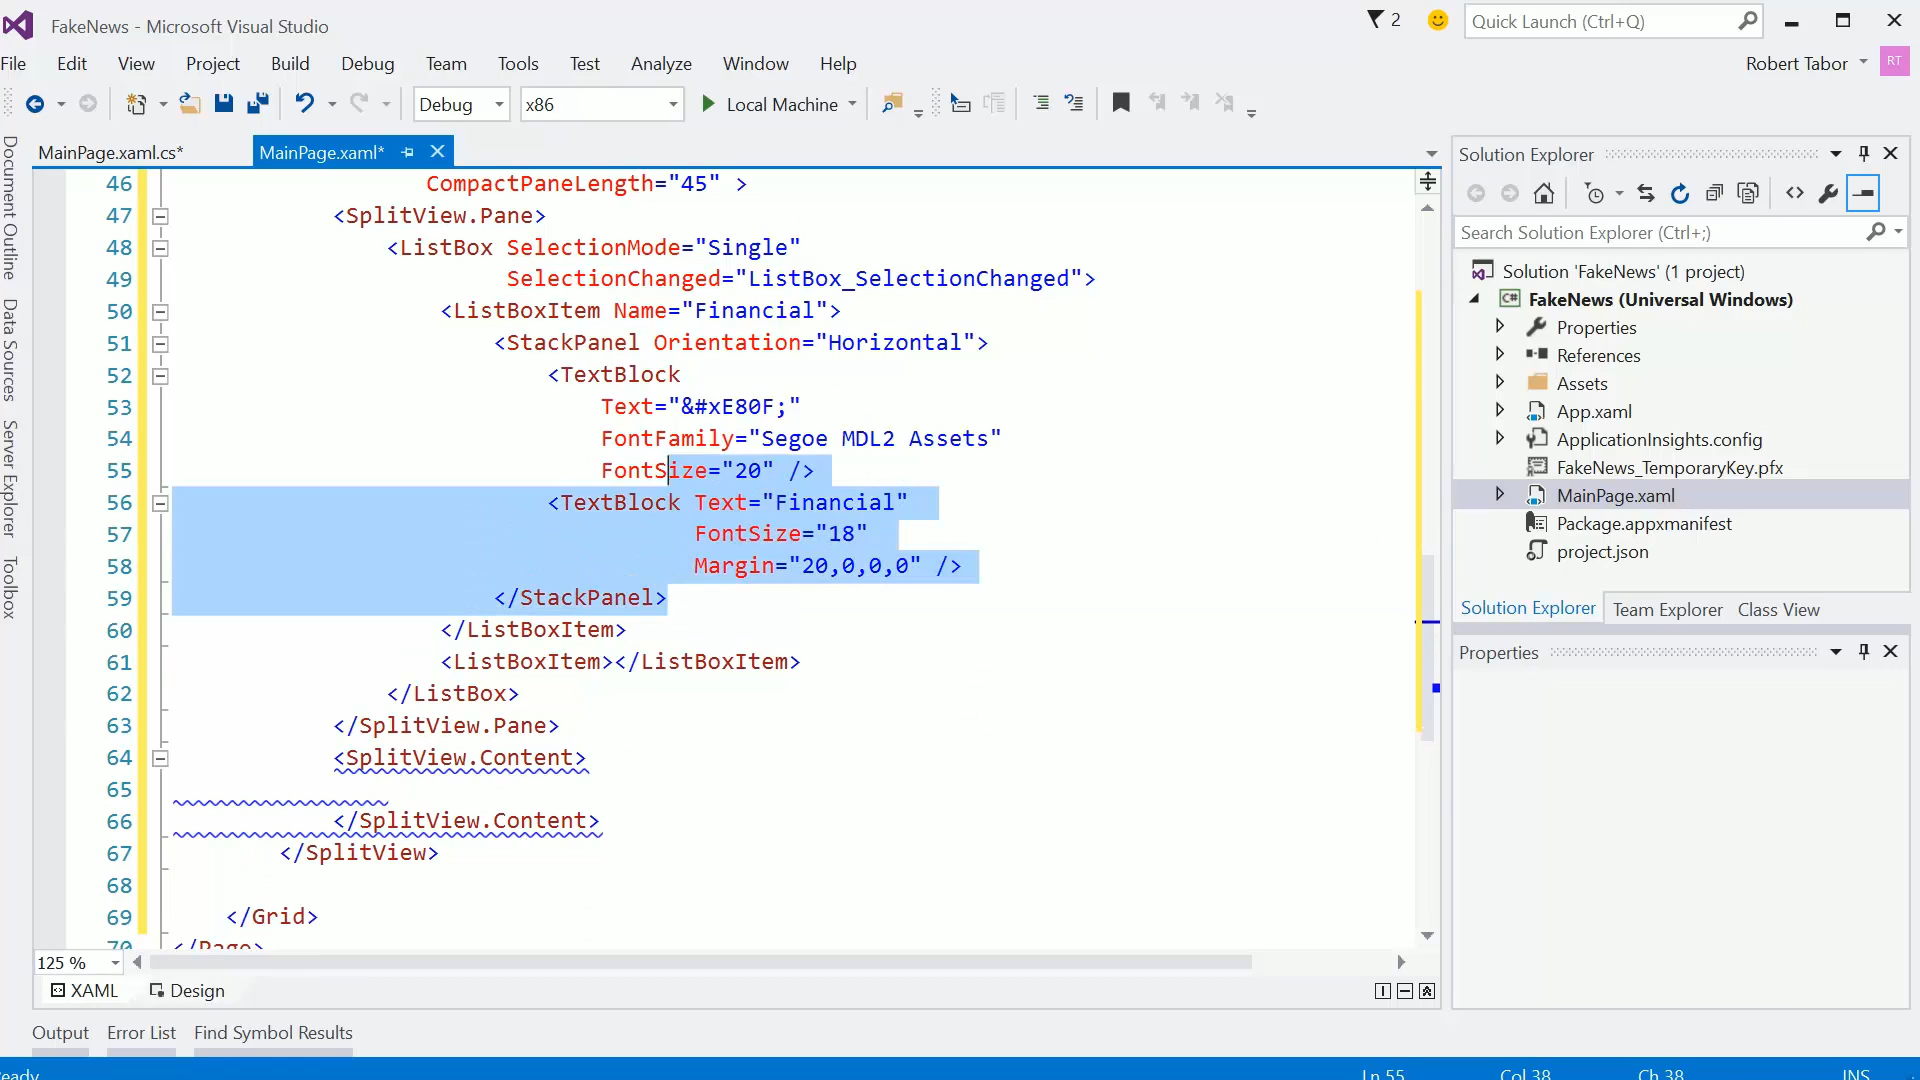 FakeNews - Microsoft Visual Studio
2
Quick Launch (Ctrl+Q)
File Edit View Project Build Debug Team Tools Test Analyze Window Help
Robert Tabor
RT
Debug x86 Local Machine
Document Outline
Data Sources
Server Explorer
Toolbox
MainPage.xaml.cs* MainPage.xaml*
46 CompactPaneLength="45" >
47 <SplitView.Pane>
48 <ListBox SelectionMode="Single"
49 SelectionChanged="ListBox_SelectionChanged">
50 <ListBoxItem Name="Financial">
51 <StackPanel Orientation="Horizontal">
52 <TextBlock
53 Text="&#xE80F;"
54 FontFamily="Segoe MDL2 Assets"
55 FontSize="20" />
56 <TextBlock Text="Financial"
57 FontSize="18"
58 Margin="20,0,0,0" />
59 </StackPanel>
60 </ListBoxItem>
61 <ListBoxItem></ListBoxItem>
62 </ListBox>
63 </SplitView.Pane>
64 <SplitView.Content>
65
66 </SplitView.Content>
67 </SplitView>
68
69 </Grid>
70 </Page>
125 %
XAML Design
Output Error List Find Symbol Results
Solution Explorer
Search Solution Explorer (Ctrl+;)
Solution 'FakeNews' (1 project)
C# FakeNews (Universal Windows)
Properties
References
Assets
App.xaml
ApplicationInsights.config
FakeNews_TemporaryKey.pfx
MainPage.xaml
Package.appxmanifest
project.json
Solution Explorer Team Explorer Class View
Properties
Ready Ln 55 Col 38 Ch 38 INS